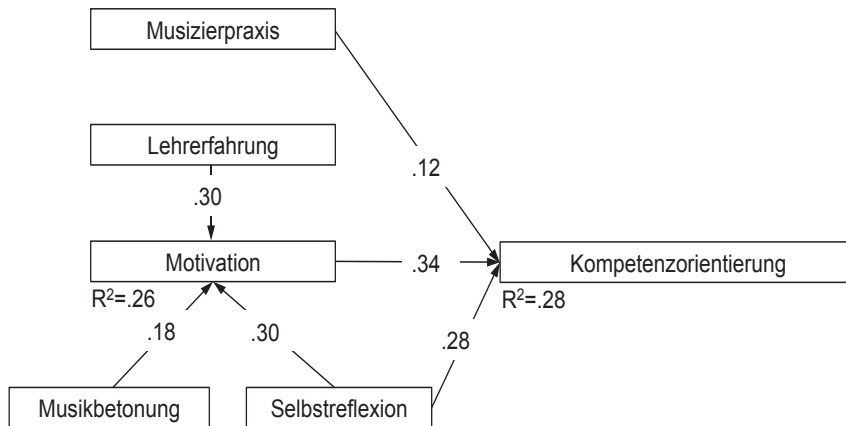 Musizierpraxis
Lehrerfahrung
.12
.30
Motivation
.34
Kompetenzorientierung
R²=.26
R²=.28
.18
.30
.28
Musikbetonung
Selbstreflexion